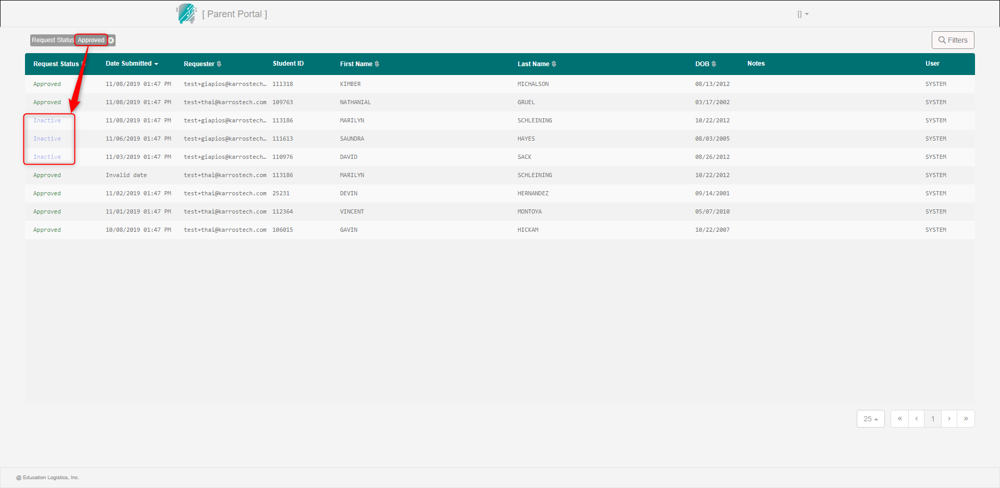 [ Parent Portal ] []
Request Status: Approved
Filters
Request Status Date Submitted Requester Student ID First Name Last Name DOB Notes User
Approved 11/08/2019 01:47 PM test+giapios@karrostech… 111318 KIMBER MICHALSON 08/13/2012 SYSTEM
Approved 11/08/2019 01:47 PM test+thai@karrostech.com 109763 NATHANIAL GRUEL 03/17/2002 SYSTEM
Inactive 11/08/2019 01:47 PM test+giapios@karrostech… 113186 MARILYN SCHLEINING 10/22/2012 SYSTEM
Inactive 11/06/2019 01:47 PM test+giapios@karrostech… 111613 SAUNDRA HAYES 08/03/2005 SYSTEM
Inactive 11/03/2019 01:47 PM test+giapios@karrostech… 110976 DAVID SACK 08/26/2012 SYSTEM
Approved Invalid date test+thai@karrostech.com 113186 MARILYN SCHLEINING 10/22/2012 SYSTEM
Approved 11/02/2019 01:47 PM test+thai@karrostech.com 25231 DEVIN HERNANDEZ 09/14/2001 SYSTEM
Approved 11/01/2019 01:47 PM test+thai@karrostech.com 112364 VINCENT MONTOYA 05/07/2010 SYSTEM
Approved 10/08/2019 01:47 PM test+thai@karrostech.com 106015 GAVIN HICKAM 10/22/2007 SYSTEM
25 « ‹ 1 › »
@ Education Logistics, Inc.